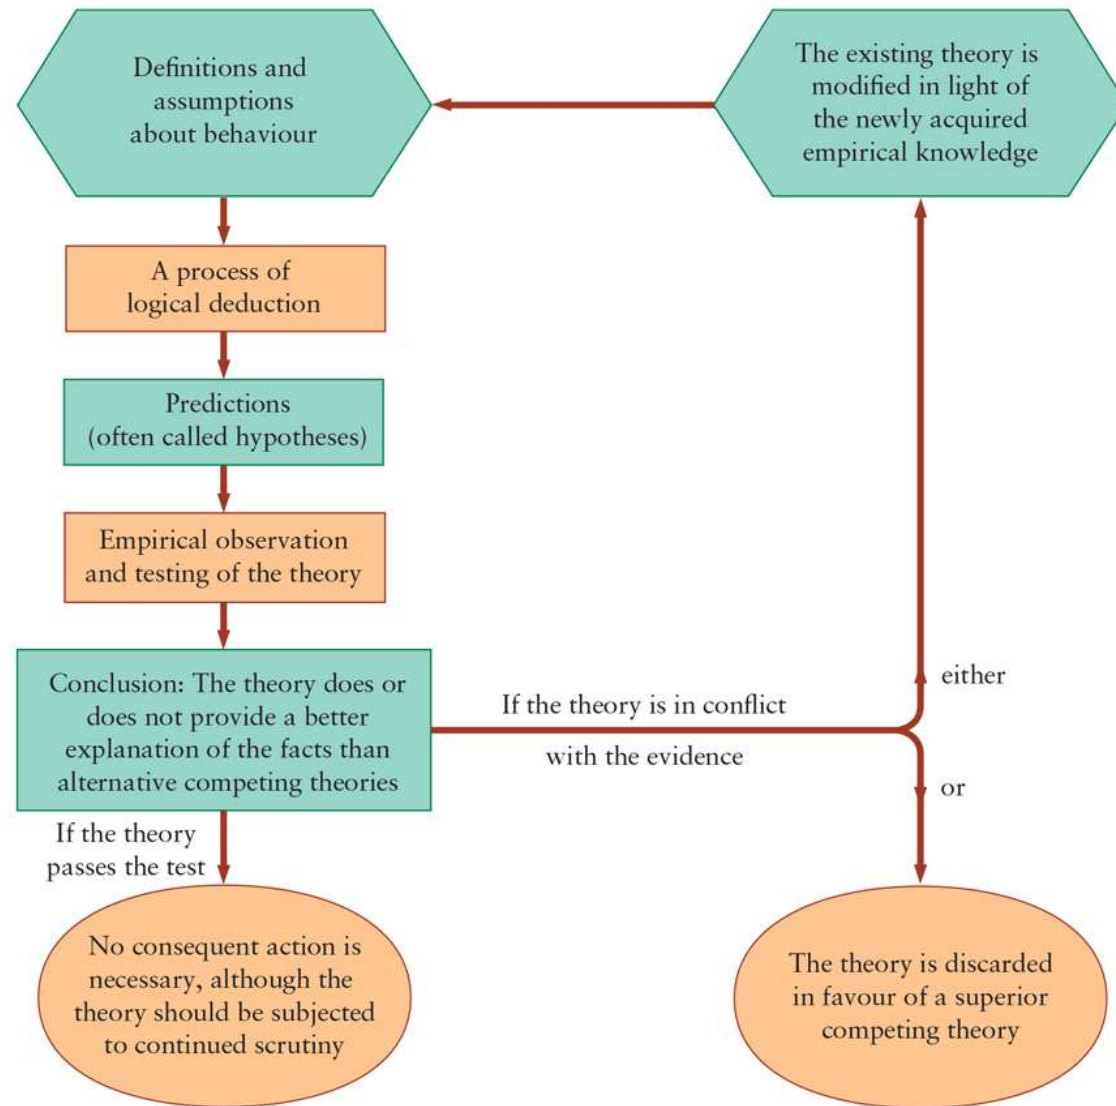 Definitions and
assumptions
about behaviour
The existing theory is
modified in light of
the newly acquired
empirical knowledge
A process of
logical deduction
Predictions
(often called hypotheses)
Empirical observation
and testing of the theory
Conclusion: The theory does or
does not provide a better
explanation of the facts than
alternative competing theories
If the theory is in conflict
with the evidence
either
or
If the theory
passes the test
No consequent action is
necessary, although the
theory should be subjected
to continued scrutiny
The theory is discarded
in favour of a superior
competing theory